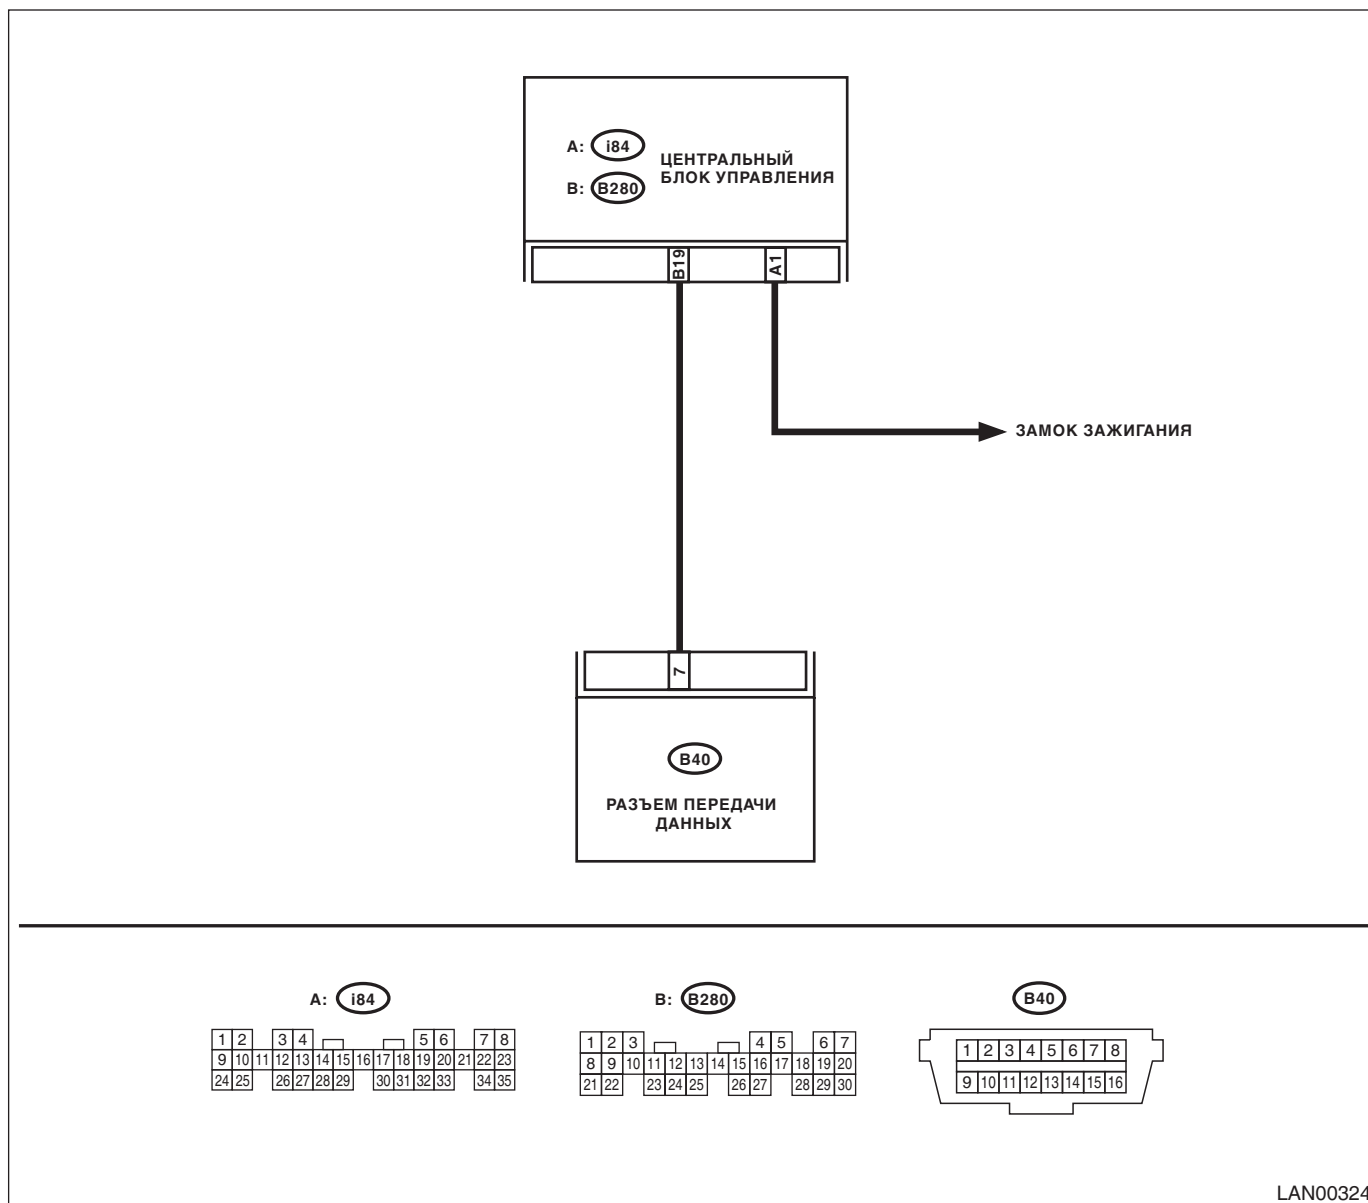 A: i84
ЦЕНТРАЛЬНЫЙ
БЛОК УПРАВЛЕНИЯ
B: B280
B19
A1
ЗАМОК ЗАЖИГАНИЯ
7
B40
РАЗЪЕМ ПЕРЕДАЧИ
ДАННЫХ
A: i84
1 2 3 4 5 6 7 8
9 10 11 12 13 14 15 16 17 18 19 20 21 22 23
24 25 26 27 28 29 30 31 32 33 34 35
B: B280
1 2 3 4 5 6 7
8 9 10 11 12 13 14 15 16 17 18 19 20
21 22 23 24 25 26 27 28 29 30
B40
1 2 3 4 5 6 7 8
9 10 11 12 13 14 15 16
LAN00324